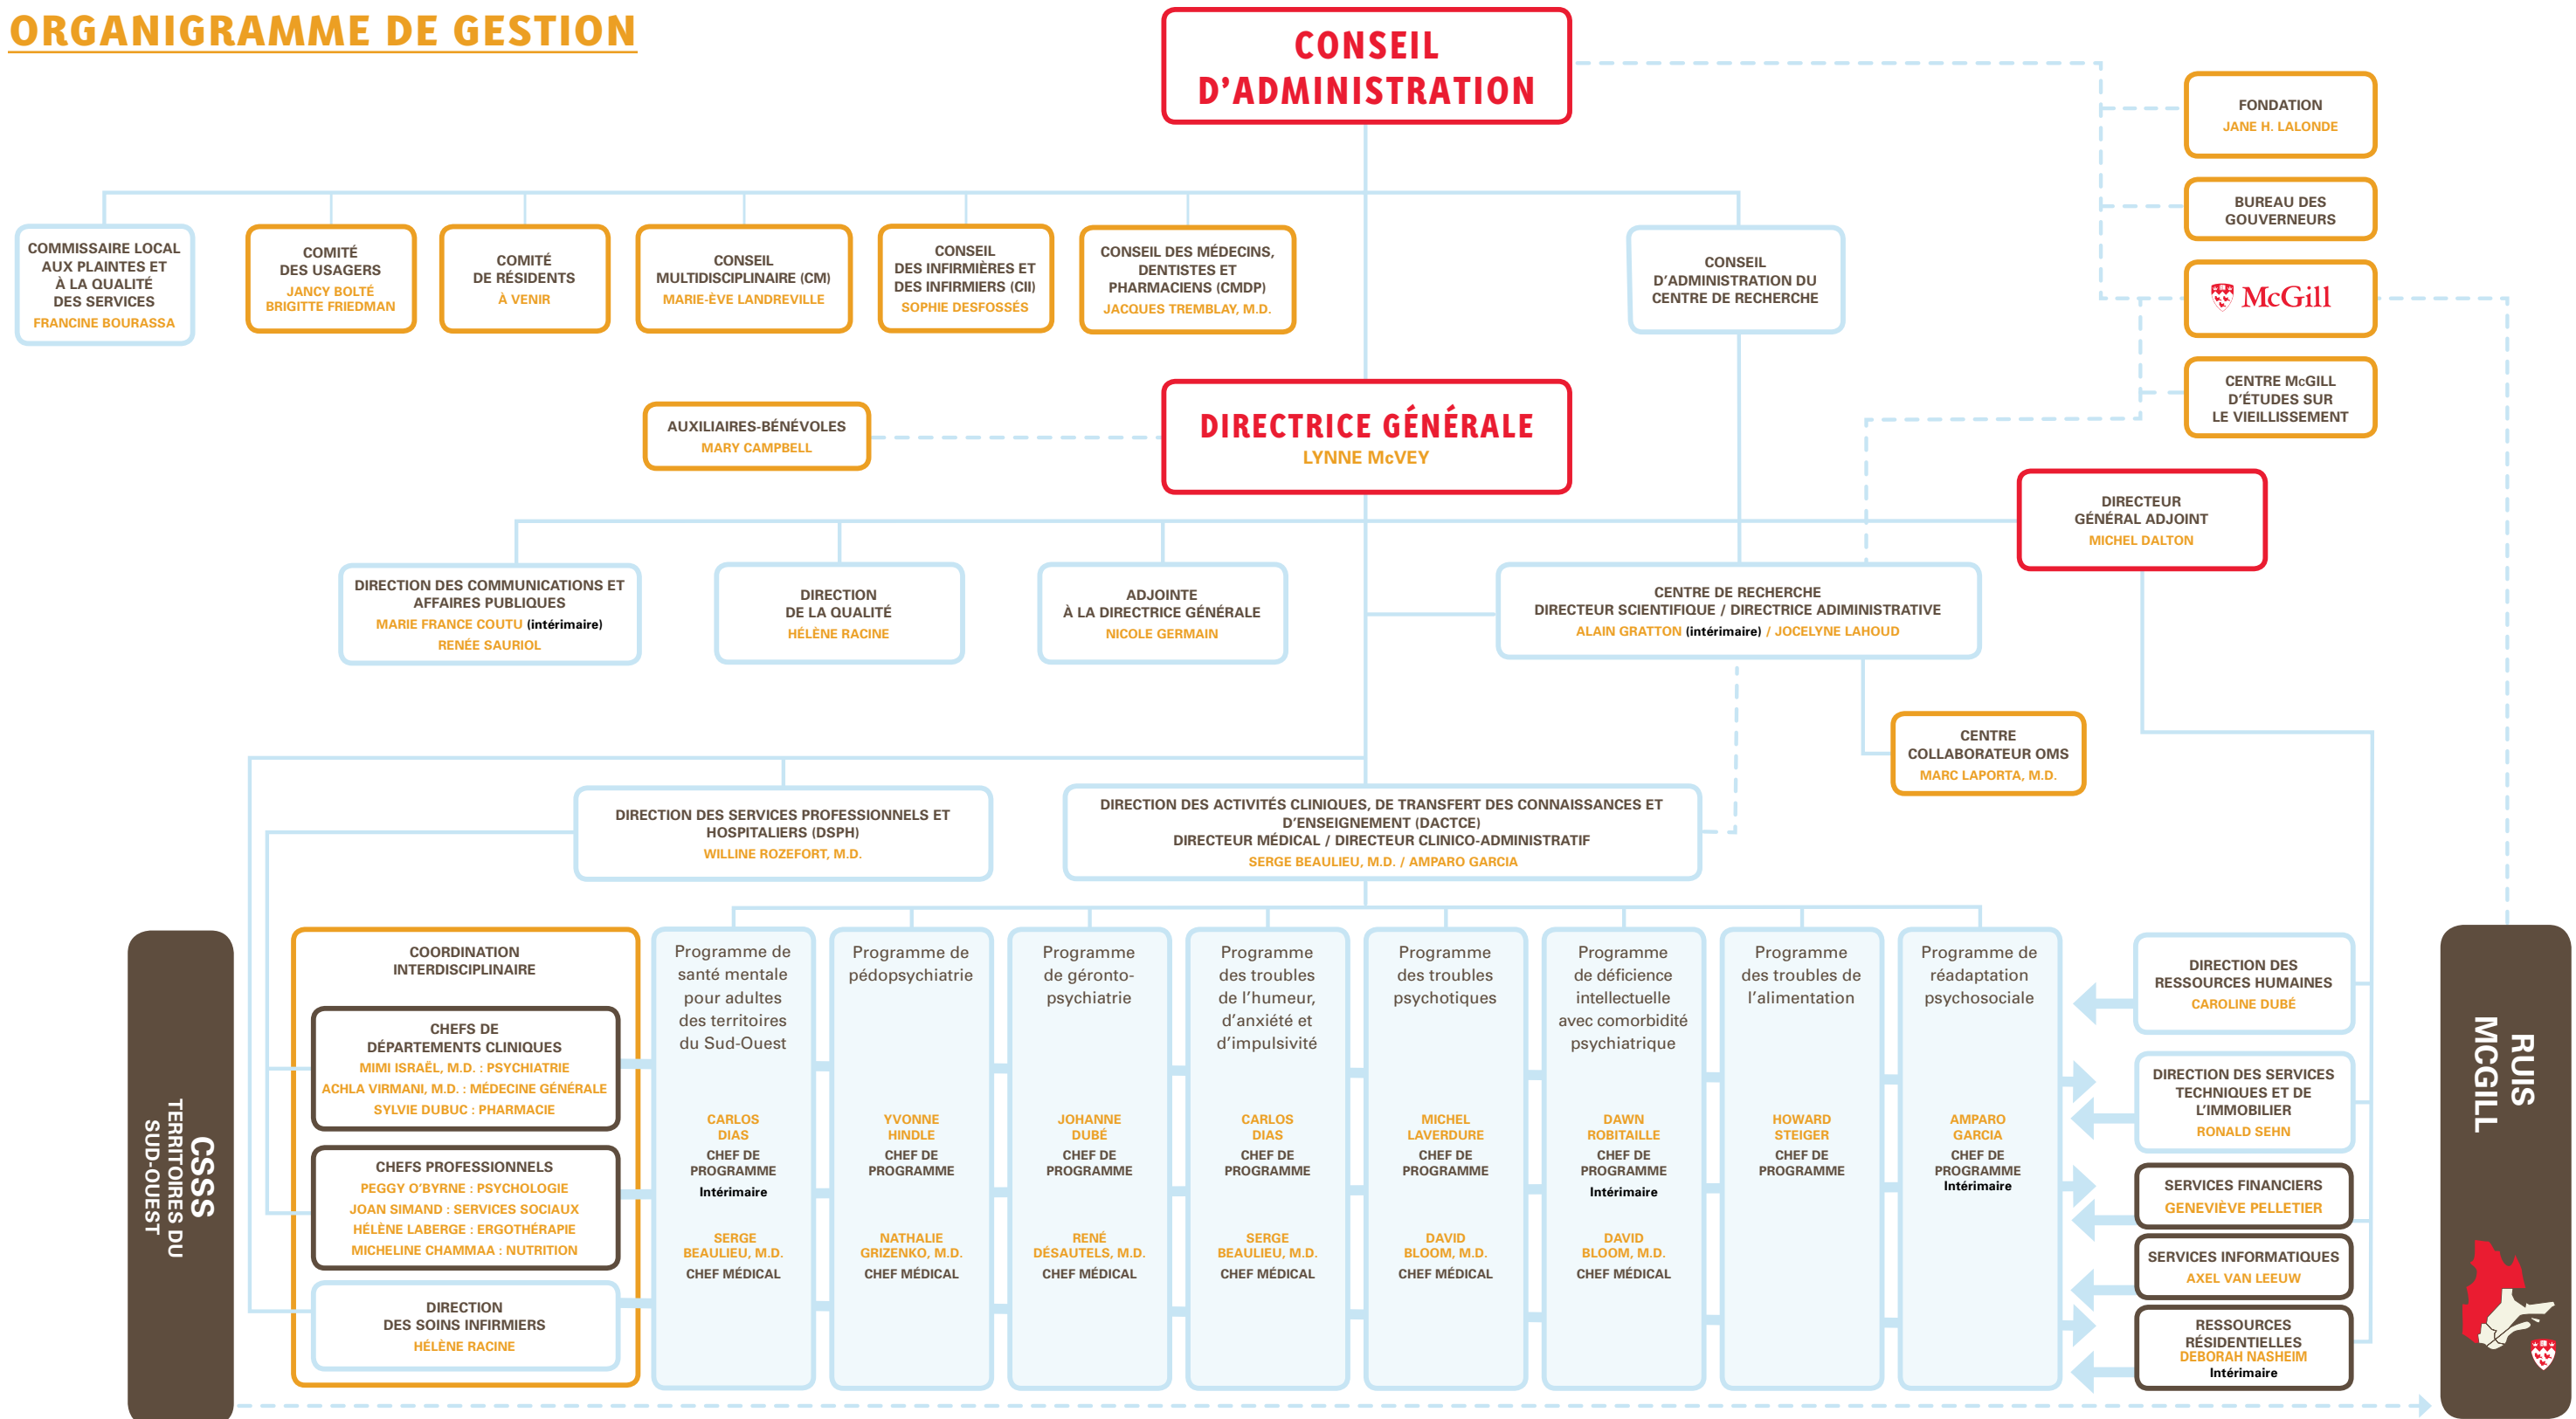 ORGANIGRAMME DE GESTION
CONSEIL
D'ADMINISTRATION
FONDATION
JANE H. LALONDE
BUREAU DES
GOUVERNEURS
McGill
CENTRE McGILL
D'ÉTUDES SUR
LE VIEILLISSEMENT
COMMISSAIRE LOCAL
AUX PLAINTES ET
À LA QUALITÉ
DES SERVICES
FRANCINE BOURASSA
COMITÉ
DES USAGERS
JANCY BOLTÉ
BRIGITTE FRIEDMAN
COMITÉ
DE RÉSIDENTS
À VENIR
CONSEIL
MULTIDISCIPLINAIRE (CM)
MARIE-ÈVE LANDREVILLE
CONSEIL
DES INFIRMIÈRES ET
DES INFIRMIERS (CII)
SOPHIE DESFOSSÉS
CONSEIL DES MÉDECINS,
DENTISTES ET
PHARMACIENS (CMDP)
JACQUES TREMBLAY, M.D.
CONSEIL
D'ADMINISTRATION DU
CENTRE DE RECHERCHE
AUXILIAIRES-BÉNÉVOLES
MARY CAMPBELL
DIRECTRICE GÉNÉRALE
LYNNE McVEY
DIRECTEUR
GÉNÉRAL ADJOINT
MICHEL DALTON
DIRECTION DES COMMUNICATIONS ET
AFFAIRES PUBLIQUES
MARIE FRANCE COUTU (intérimaire)
RENÉE SAURIOL
DIRECTION
DE LA QUALITÉ
HÉLÈNE RACINE
ADJOINTE
À LA DIRECTRICE GÉNÉRALE
NICOLE GERMAIN
CENTRE DE RECHERCHE
DIRECTEUR SCIENTIFIQUE / DIRECTRICE ADIMINISTRATIVE
ALAIN GRATTON (intérimaire) / JOCELYNE LAHOUD
CENTRE
COLLABORATEUR OMS
MARC LAPORTA, M.D.
DIRECTION DES SERVICES PROFESSIONNELS ET
HOSPITALIERS (DSPH)
WILLINE ROZEFORT, M.D.
DIRECTION DES ACTIVITÉS CLINIQUES, DE TRANSFERT DES CONNAISSANCES ET
D'ENSEIGNEMENT (DACTCE)
DIRECTEUR MÉDICAL / DIRECTEUR CLINICO-ADMINISTRATIF
SERGE BEAULIEU, M.D. / AMPARO GARCIA
CSSS
TERRITOIRES DU
SUD-OUEST
COORDINATION
INTERDISCIPLINAIRE
CHEFS DE
DÉPARTEMENTS CLINIQUES
MIMI ISRAËL, M.D. : PSYCHIATRIE
ACHLA VIRMANI, M.D. : MÉDECINE GÉNÉRALE
SYLVIE DUBUC : PHARMACIE
CHEFS PROFESSIONNELS
PEGGY O'BYRNE : PSYCHOLOGIE
JOAN SIMAND : SERVICES SOCIAUX
HÉLÈNE LABERGE : ERGOTHÉRAPIE
MICHELINE CHAMMAA : NUTRITION
DIRECTION
DES SOINS INFIRMIERS
HÉLÈNE RACINE
Programme de
santé mentale
pour adultes
des territoires
du Sud-Ouest
CARLOS
DIAS
CHEF DE
PROGRAMME
Intérimaire
SERGE
BEAULIEU, M.D.
CHEF MÉDICAL
Programme de
pédopsychiatrie
YVONNE
HINDLE
CHEF DE
PROGRAMME
NATHALIE
GRIZENKO, M.D.
CHEF MÉDICAL
Programme
de géronto-
psychiatrie
JOHANNE
DUBÉ
CHEF DE
PROGRAMME
RENÉ
DÉSAUTELS, M.D.
CHEF MÉDICAL
Programme
des troubles
de l'humeur,
d'anxiété et
d'impulsivité
CARLOS
DIAS
CHEF DE
PROGRAMME
SERGE
BEAULIEU, M.D.
CHEF MÉDICAL
Programme
des troubles
psychotiques
MICHEL
LAVERDURE
CHEF DE
PROGRAMME
DAVID
BLOOM, M.D.
CHEF MÉDICAL
Programme
de déficience
intellectuelle
avec comorbidité
psychiatrique
DAWN
ROBITAILLE
CHEF DE
PROGRAMME
Intérimaire
DAVID
BLOOM, M.D.
CHEF MÉDICAL
Programme
des troubles de
l'alimentation
HOWARD
STEIGER
CHEF DE
PROGRAMME
Programme de
réadaptation
psychosociale
AMPARO
GARCIA
CHEF DE
PROGRAMME
Intérimaire
DIRECTION DES
RESSOURCES HUMAINES
CAROLINE DUBÉ
DIRECTION DES SERVICES
TECHNIQUES ET DE
L'IMMOBILIER
RONALD SEHN
SERVICES FINANCIERS
GENEVIÈVE PELLETIER
SERVICES INFORMATIQUES
AXEL VAN LEEUW
RESSOURCES
RÉSIDENTIELLES
DEBORAH NASHEIM
Intérimaire
RUIS
MCGILL